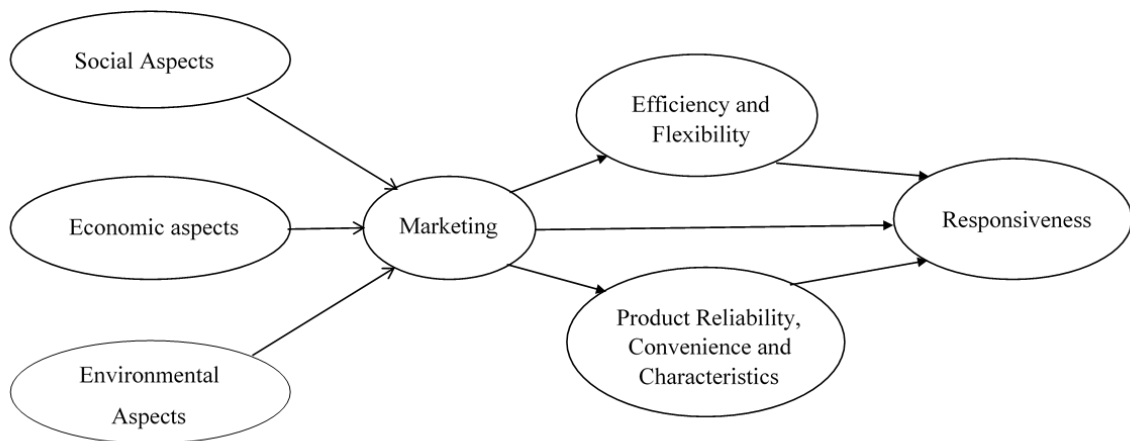 Social Aspects
Economic aspects
Environmental
Aspects
Marketing
Efficiency and
Flexibility
Product Reliability,
Convenience and
Characteristics
Responsiveness